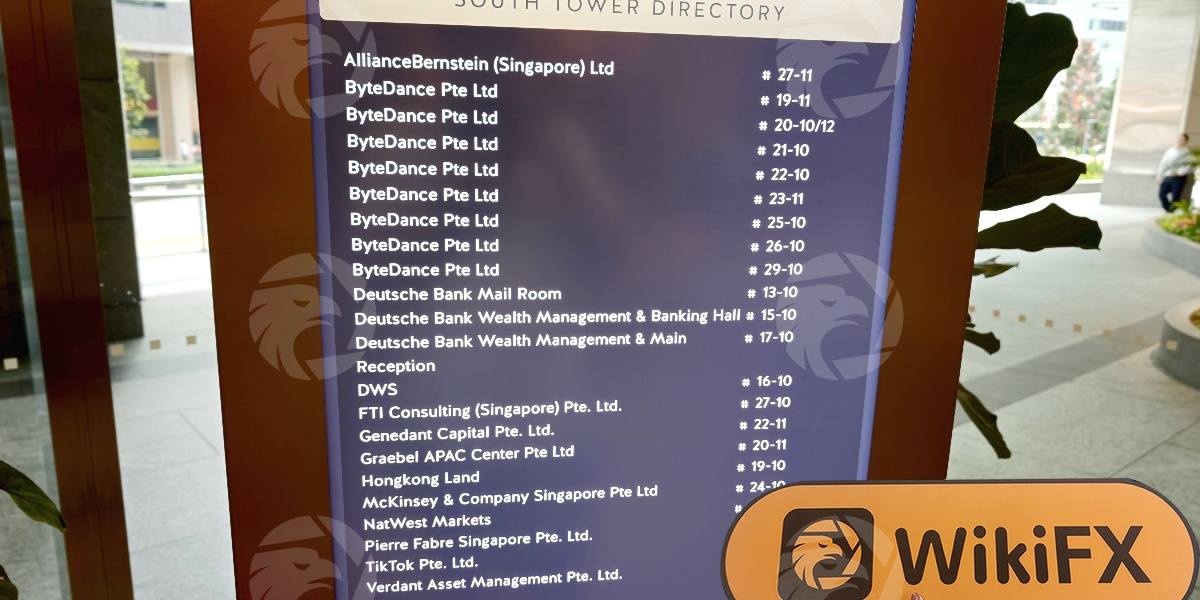 SOUTH TOWER DIRECTORY
AllianceBernstein (Singapore) Ltd # 27-11
ByteDance Pte Ltd # 19-11
ByteDance Pte Ltd # 20-10/12
ByteDance Pte Ltd # 21-10
ByteDance Pte Ltd # 22-10
ByteDance Pte Ltd # 23-11
ByteDance Pte Ltd # 25-10
ByteDance Pte Ltd # 26-10
ByteDance Pte Ltd # 29-10
Deutsche Bank Mail Room # 13-10
Deutsche Bank Wealth Management & Banking Hall # 15-10
Deutsche Bank Wealth Management & Main # 17-10
Reception
DWS # 16-10
FTI Consulting (Singapore) Pte. Ltd. # 27-10
Genedant Capital Pte. Ltd. # 22-11
Graebel APAC Center Pte Ltd # 20-11
Hongkong Land # 19-10
McKinsey & Company Singapore Pte Ltd # 24-10
NatWest Markets #
Pierre Fabre Singapore Pte. Ltd.
TikTok Pte. Ltd.
Verdant Asset Management Pte. Ltd.
WikiFX